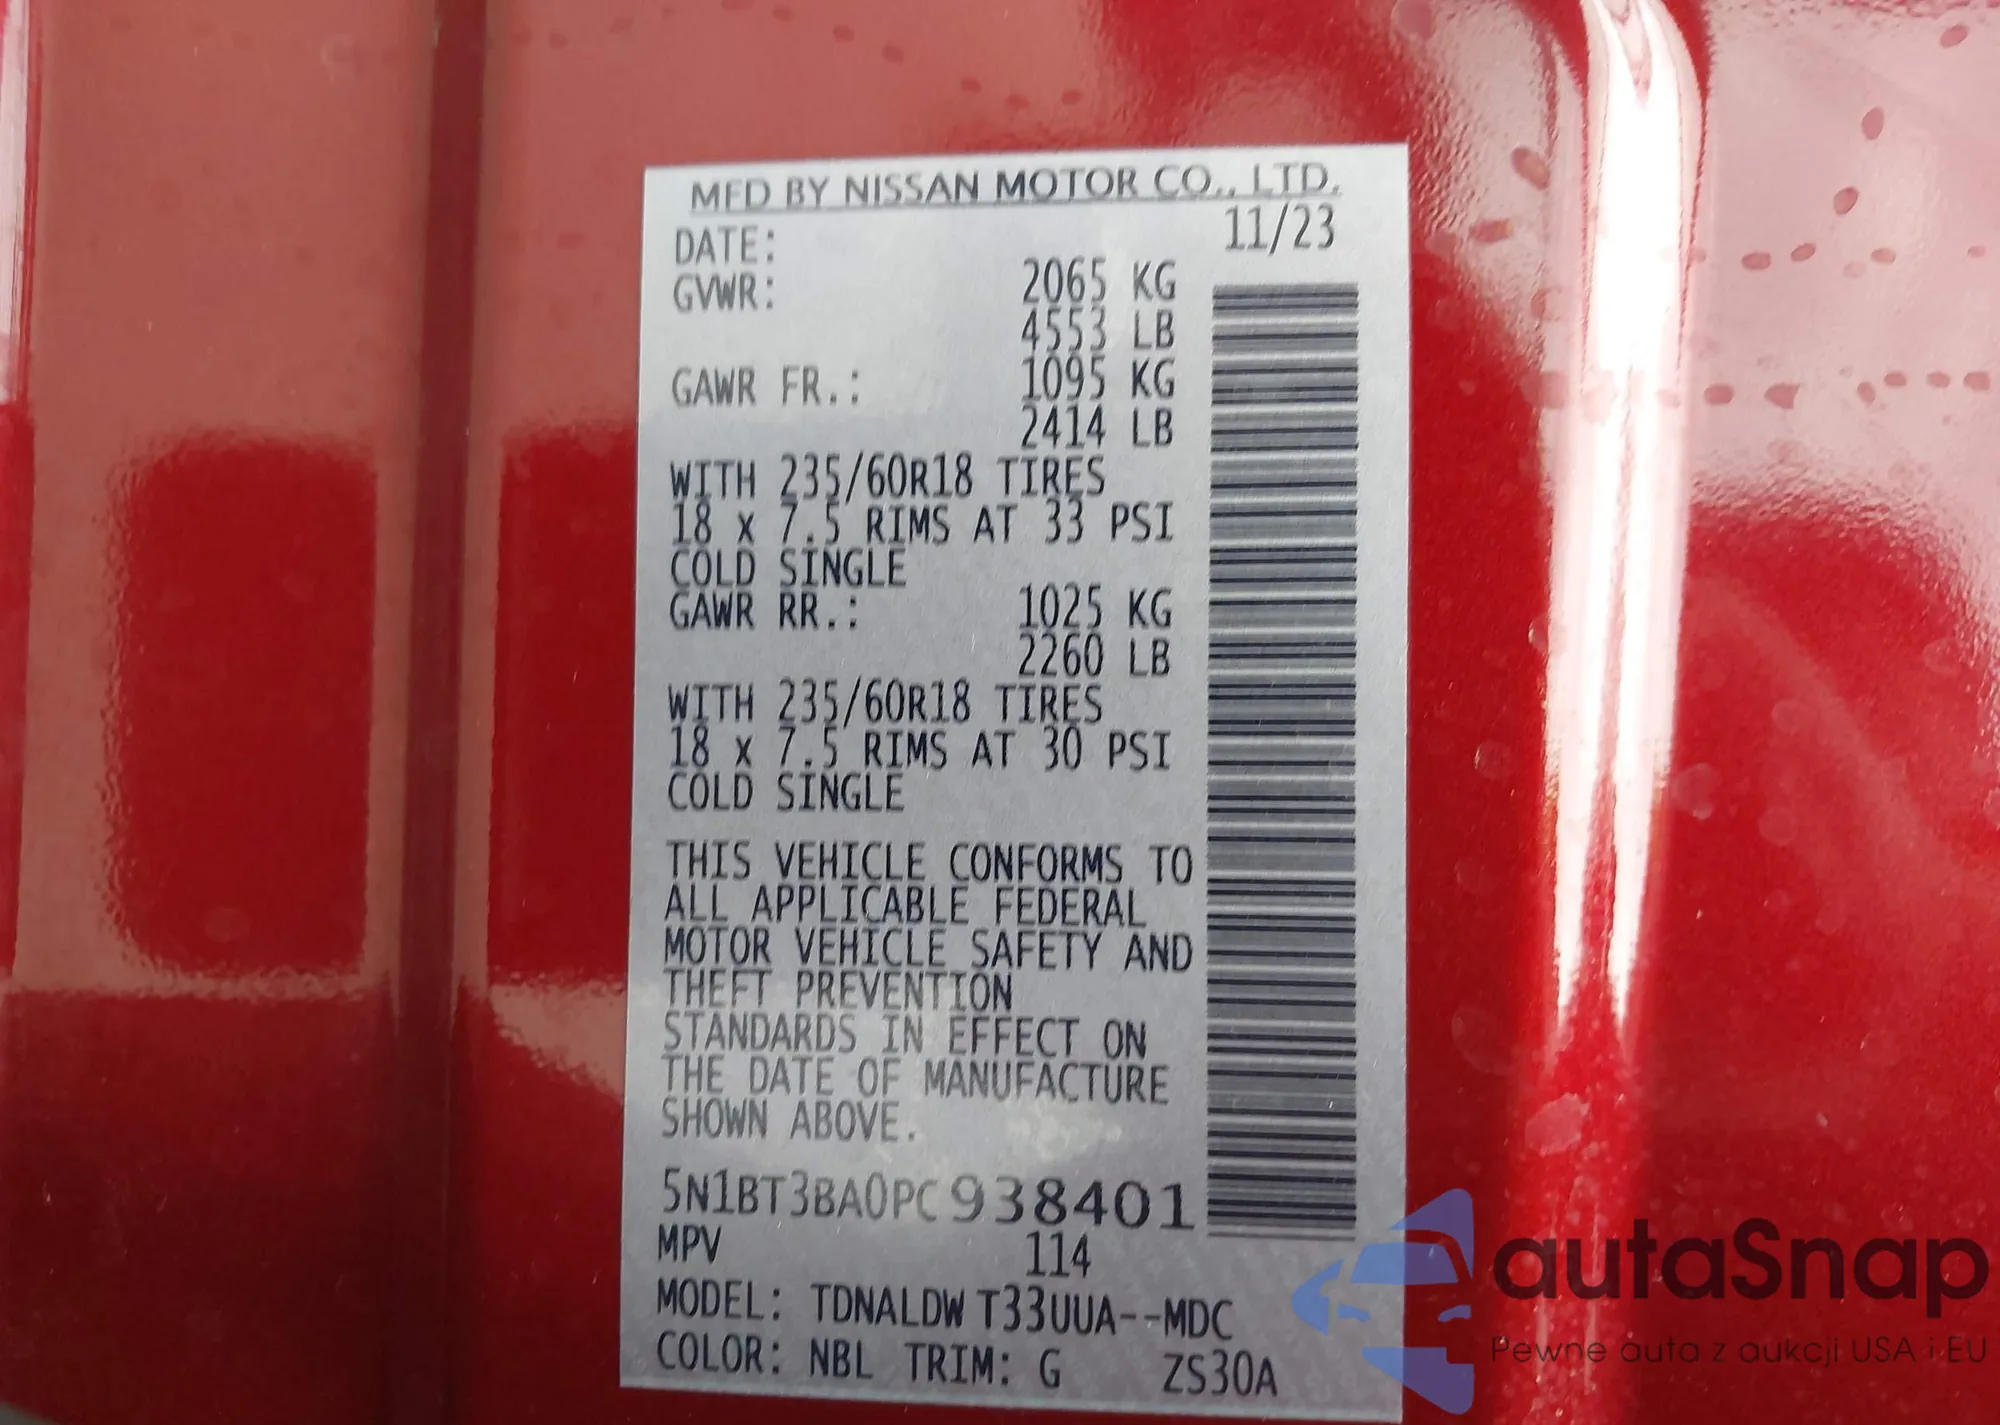 MFD BY NISSAN MOTOR CO., LTD.
DATE: 11/23
GVWR: 2065 KG
4553 LB
GAWR FR.: 1095 KG
2414 LB
WITH 235/60R18 TIRES
18 x 7.5 RIMS AT 33 PSI
COLD SINGLE
GAWR RR.: 1025 KG
2260 LB
WITH 235/60R18 TIRES
18 x 7.5 RIMS AT 30 PSI
COLD SINGLE
THIS VEHICLE CONFORMS TO
ALL APPLICABLE FEDERAL
MOTOR VEHICLE SAFETY AND
THEFT PREVENTION
STANDARDS IN EFFECT ON
THE DATE OF MANUFACTURE
SHOWN ABOVE.
5N1BT3BA0PC938401
MPV 114
MODEL: TDNALDW T33UUA--MDC
COLOR: NBL TRIM: G ZS30A
autaSnap
Pewne auta z aukcji USA i EU